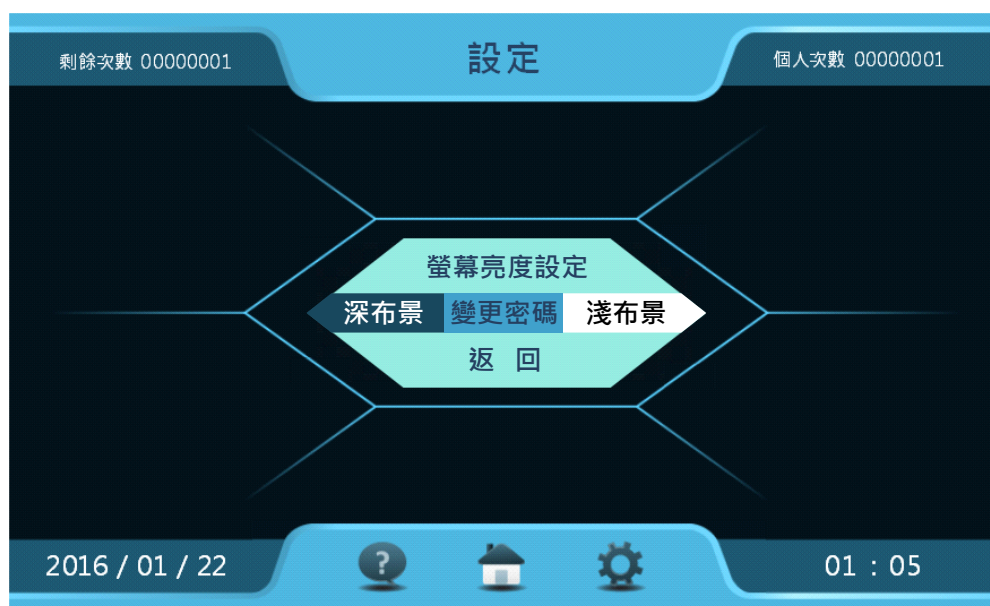 剩餘次數 00000001
設定
個人次數 00000001
螢幕亮度設定
深布景 變更密碼 淺布景
返 回
2016 / 01 / 22
?
01 : 05